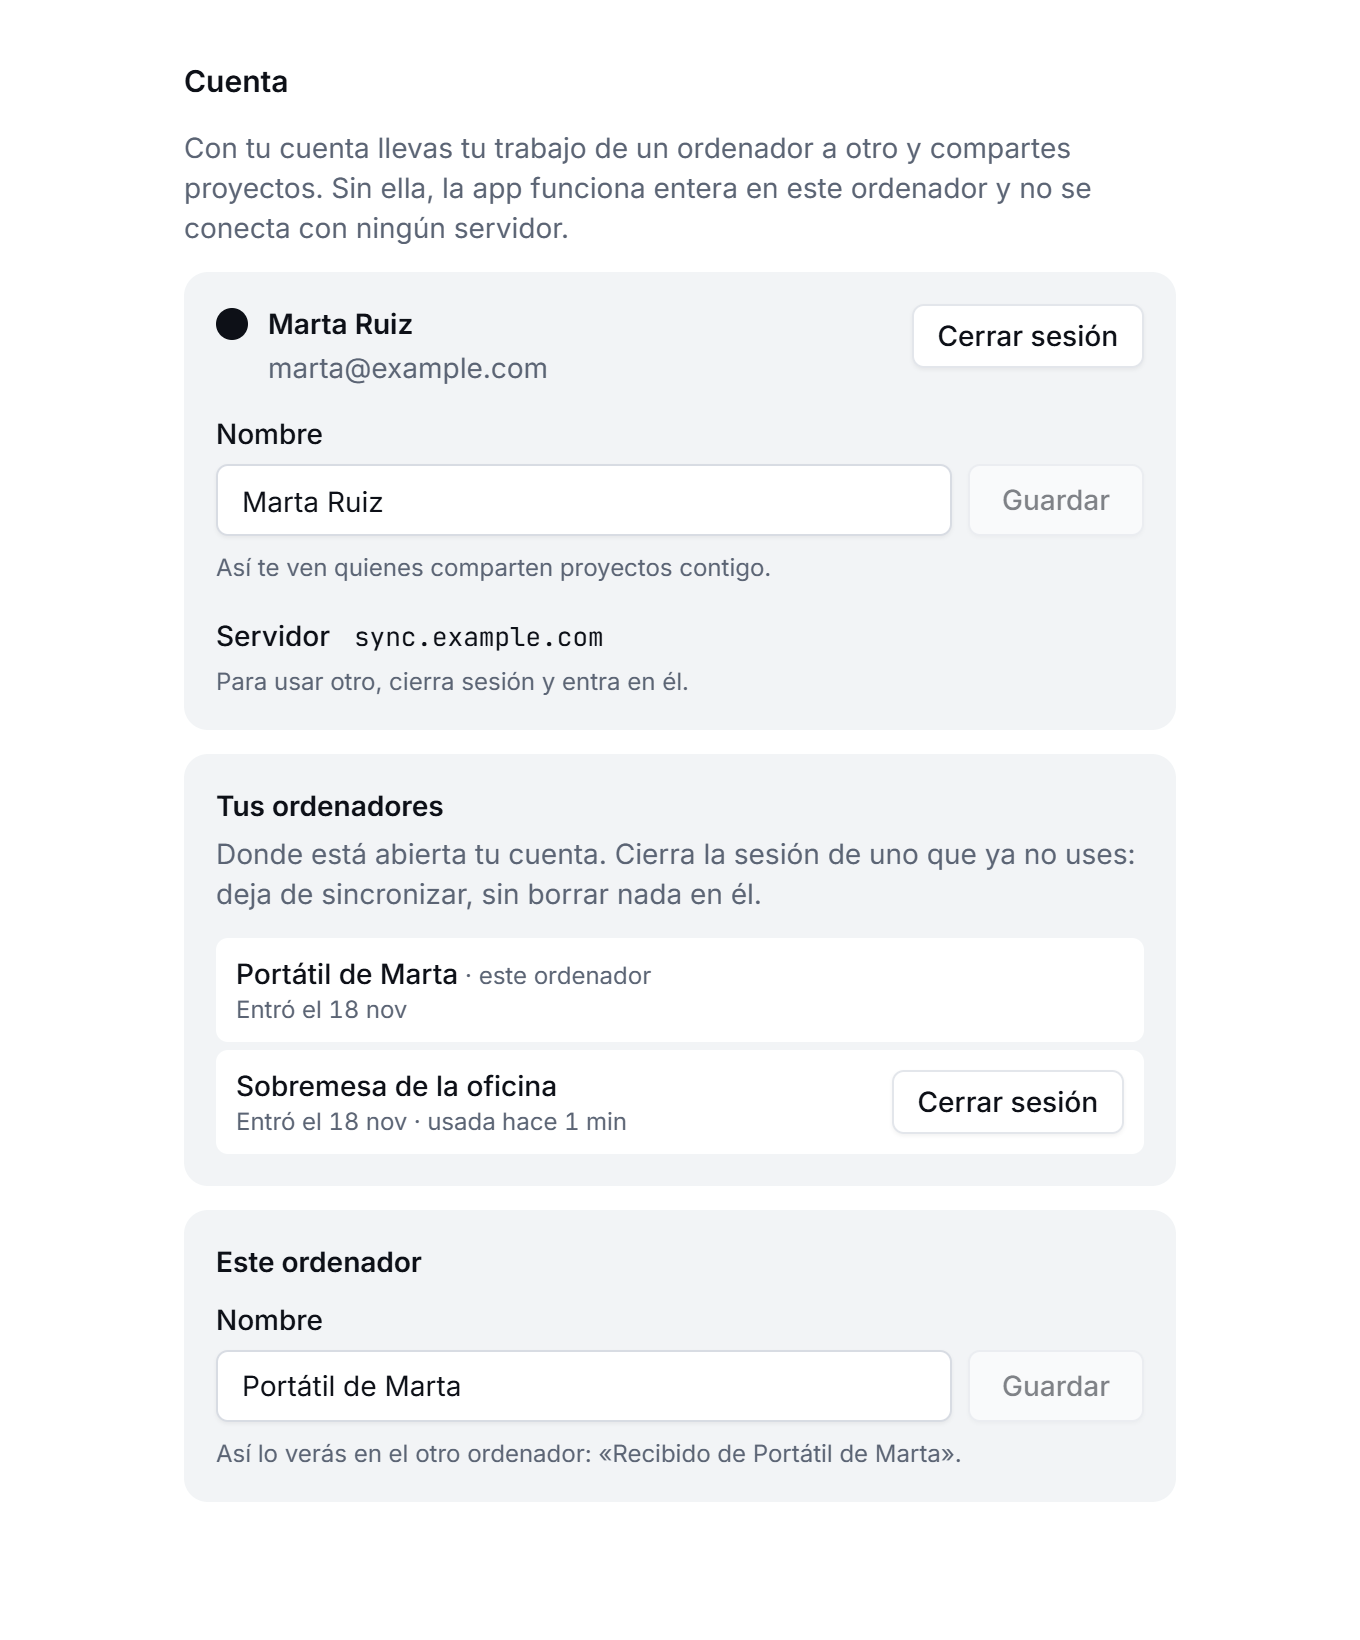 Cuenta
Con tu cuenta llevas tu trabajo de un ordenador a otro y compartes
proyectos. Sin ella, la app funciona entera en este ordenador y no se
conecta con ningún servidor.
Marta Ruiz
Cerrar sesión
marta@example.com
Nombre
Marta Ruiz
Guardar
Así te ven quienes comparten proyectos contigo.
Servidor sync.example.com
Para usar otro, cierra sesión y entra en él.
Tus ordenadores
Donde está abierta tu cuenta. Cierra la sesión de uno que ya no uses:
deja de sincronizar, sin borrar nada en él.
Portátil de Marta · este ordenador
Entró el 18 nov
Sobremesa de la oficina
Entró el 18 nov · usada hace 1 min
Cerrar sesión
Este ordenador
Nombre
Portátil de Marta
Guardar
Así lo verás en el otro ordenador: «Recibido de Portátil de Marta».